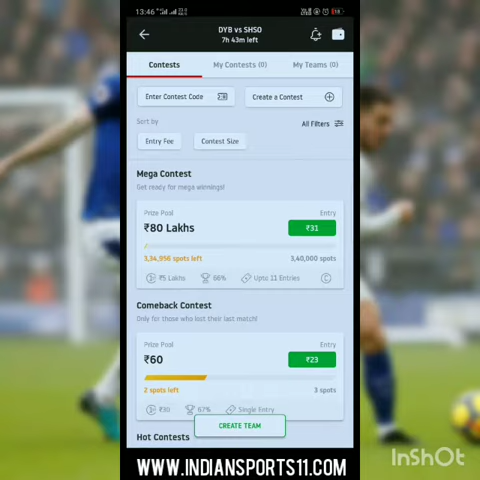 13:46
DYB vs SHSO
7h 43m left
Contests My Contests (0) My Teams (0)
Enter Contest Code Create a Contest
Sort by
All Filters
Entry Fee Contest Size
Mega Contest
Get ready for mega winnings!
Prize Pool Entry
₹80 Lakhs ₹31
3,34,956 spots left 3,40,000 spots
₹5 Lakhs 66% Upto 11 Entries C
Comeback Contest
Only for those who lost their last match!
Prize Pool Entry
₹60 ₹23
2 spots left 3 spots
₹30 67% Single Entry
CREATE TEAM
Hot Contests
WWW.INDIANSPORTS11.COM
InShOt